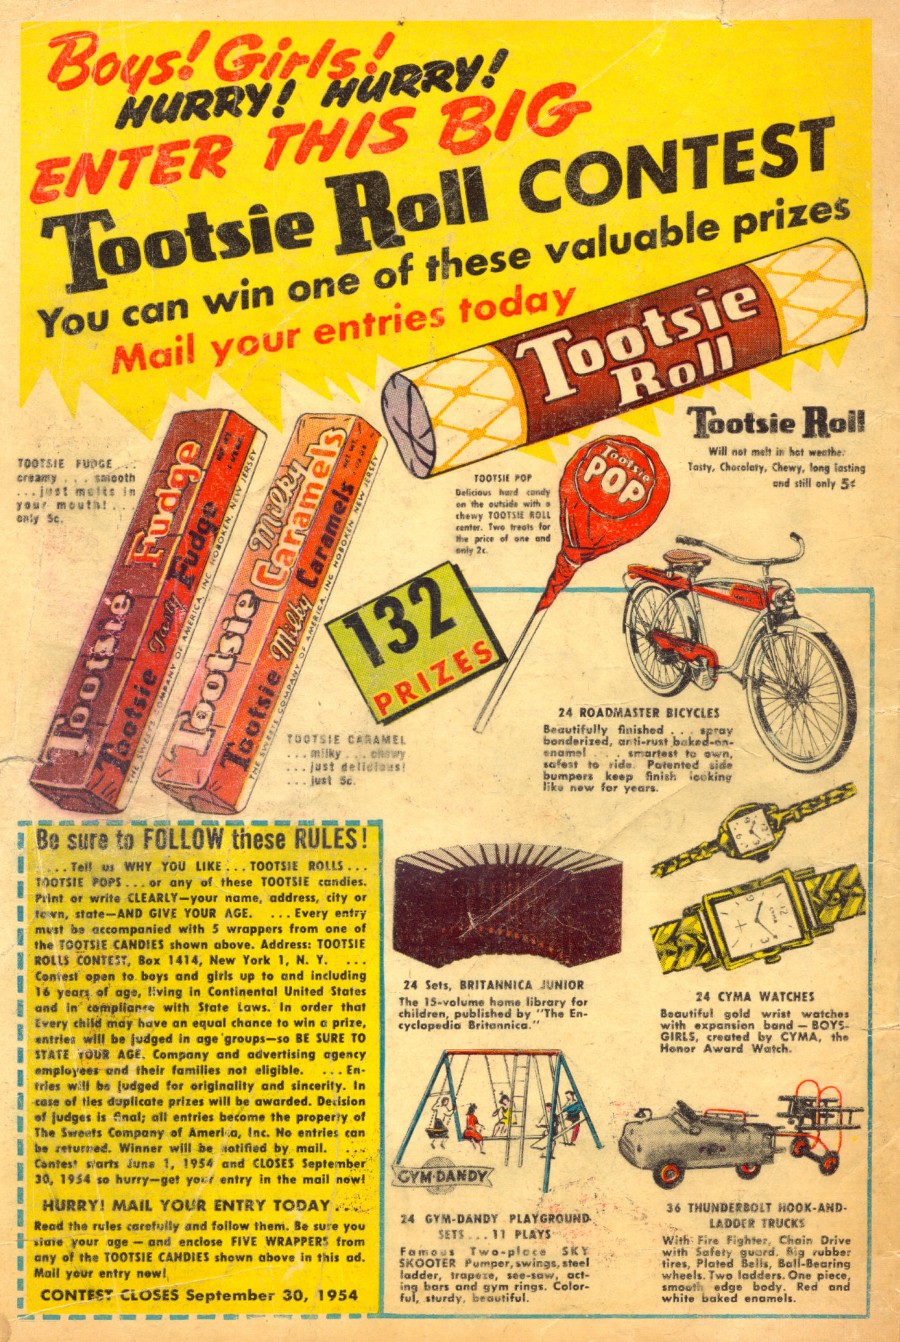 Boys! Girls!
HURRY! HURRY!
ENTER THIS BIG
Tootsie Roll CONTEST
You can win one of these valuable prizes
Mail your entries today
Tootsie
Roll
Tootsie Roll
Will not melt in hot weather.
Tasty, Chocolaty, Chewy, long lasting
and still only 5¢
TOOTSIE FUDGE...
creamy . . . smooth
. . . just melts in
your mouth! . . .
only 5c.
Tootsie Fudge
Tootsie Tasty Fudge
THE SWEETS COMPANY OF AMERICA, INC HOBOKEN, NEW JERSEY
Tootsie Milky Caramels
Tootsie Milky Caramels
THE SWEETS COMPANY OF AMERICA, INC HOBOKEN NEW JERSEY
TOOTSIE CARAMEL
. . . milky . . . chewy
. . . just delicious!
. . . just 5c.
TOOTSIE POP
Delicious hard candy
on the outside with a
chewy TOOTSIE ROLL
center. Two treats for
the price of one and
only 2c.
Tootsie
POP
132
PRIZES
24 ROADMASTER BICYCLES
Beautifully finished . . . spray
bonderized, anti-rust baked-on-
enamel . . . smartest to own,
safest to ride. Patented side
bumpers keep finish looking
like new for years.
Be sure to FOLLOW these RULES!
. . . . Tell us WHY YOU LIKE . . . TOOTSIE ROLLS . . .
TOOTSIE POPS . . . or any of these TOOTSIE candies.
Print or write CLEARLY—your name, address, city or
town, state—AND GIVE YOUR AGE. . . . Every entry
must be accompanied with 5 wrappers from one of
the TOOTSIE CANDIES shown above. Address: TOOTSIE
ROLLS CONTEST, Box 1414, New York 1, N. Y. . . .
Contest open to boys and girls up to and including
16 years of age, living in Continental United States
and in compliance with State Laws. In order that
Every child may have an equal chance to win a prize,
entries will be judged in age groups—so BE SURE TO
STATE YOUR AGE. Company and advertising agency
employees and their families not eligible. . . . En-
tries will be judged for originality and sincerity. In
case of ties duplicate prizes will be awarded. Decision
of judges is final; all entries become the property of
The Sweets Company of America, Inc. No entries can
be returned. Winner will be notified by mail.
Contest starts June 1, 1954 and CLOSES September
30, 1954 so hurry—get your entry in the mail now!
HURRY! MAIL YOUR ENTRY TODAY . . .
Read the rules carefully and follow them. Be sure you
state your age — and enclose FIVE WRAPPERS from
any of the TOOTSIE CANDIES shown above in this ad.
Mail your entry now!
CONTEST CLOSES September 30, 1954
24 Sets, BRITANNICA JUNIOR
The 15-volume home library for
children, published by "The En-
cyclopedia Britannica."
24 CYMA WATCHES
Beautiful gold wrist watches
with expansion band — BOYS-
GIRLS, created by CYMA, the
Honor Award Watch.
GYM-DANDY
24 GYM-DANDY PLAYGROUND
SETS . . . 11 PLAYS
Famous Two-place SKY
SKOOTER Pumper, swings, steel
ladder, trapeze, see-saw, act-
ing bars and gym rings. Color-
ful, sturdy, beautiful.
36 THUNDERBOLT HOOK-AND-
LADDER TRUCKS
With Fire Fighter, Chain Drive
with Safety guard. Big rubber
tires, Plated Bells, Ball-Bearing
wheels. Two ladders. One piece,
smooth edge body. Red and
white baked enamels.